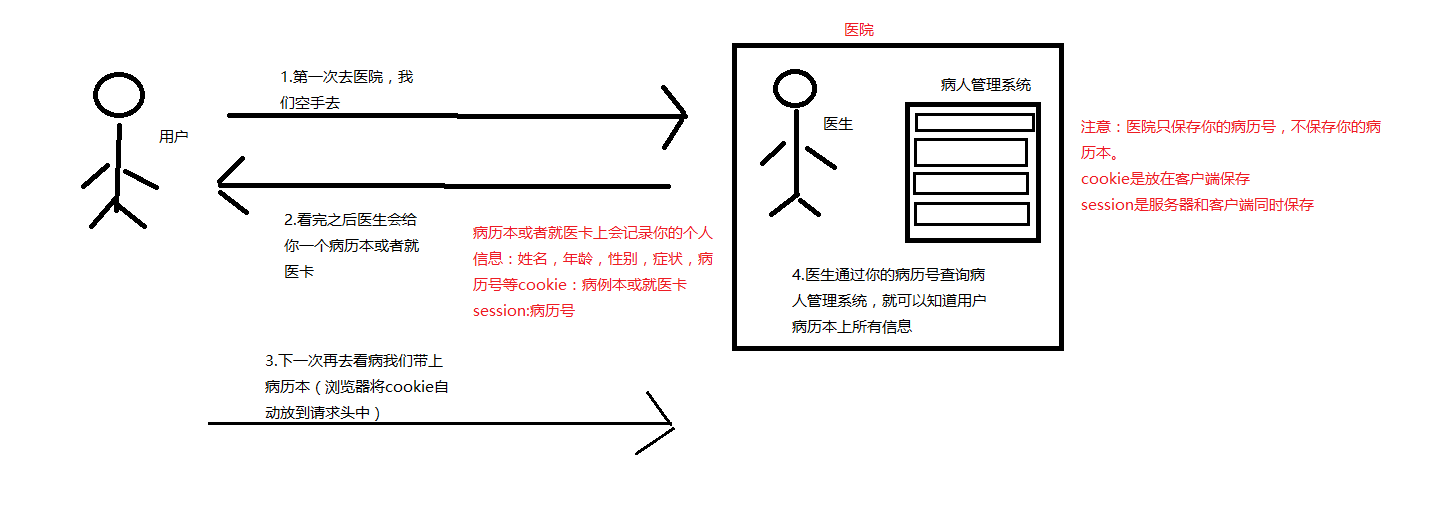 医院
1.第一次去医院，我
们空手去
用户
医生
病人管理系统
注意：医院只保存你的病历号，不保存你的病
历本。
cookie是放在客户端保存
session是服务器和客户端同时保存
2.看完之后医生会给
你一个病历本或者就
医卡
病历本或者就医卡上会记录你的个人
信息：姓名，年龄，性别，症状，病
历号等cookie：病例本或就医卡
session:病历号
4.医生通过你的病历号查询病
人管理系统，就可以知道用户
病历本上所有信息
3.下一次再去看病我们带上
病历本（浏览器将cookie自
动放到请求头中）